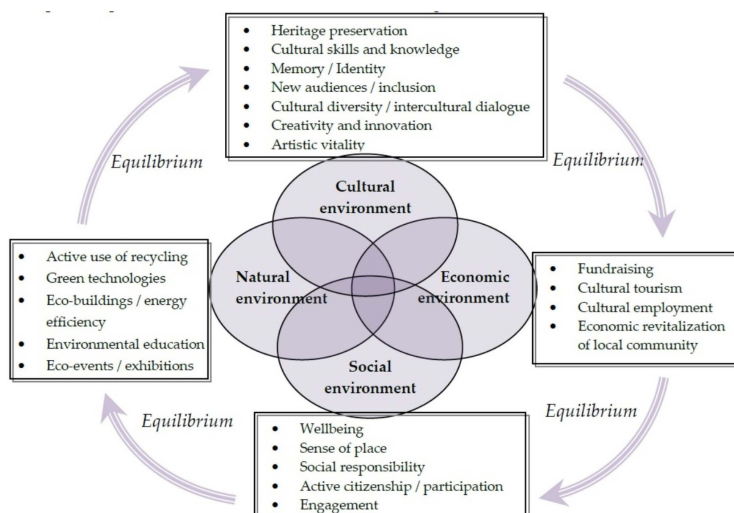 • Heritage preservation
• Cultural skills and knowledge
• Memory / Identity
• New audiences / inclusion
• Cultural diversity / intercultural dialogue
• Creativity and innovation
• Artistic vitality
Equilibrium
Equilibrium
Cultural
environment
Natural
environment
Economic
environment
Social
environment
• Active use of recycling
• Green technologies
• Eco-buildings / energy
efficiency
• Environmental education
• Eco-events / exhibitions
• Fundraising
• Cultural tourism
• Cultural employment
• Economic revitalization
of local community
Equilibrium
Equilibrium
• Wellbeing
• Sense of place
• Social responsibility
• Active citizenship / participation
• Engagement